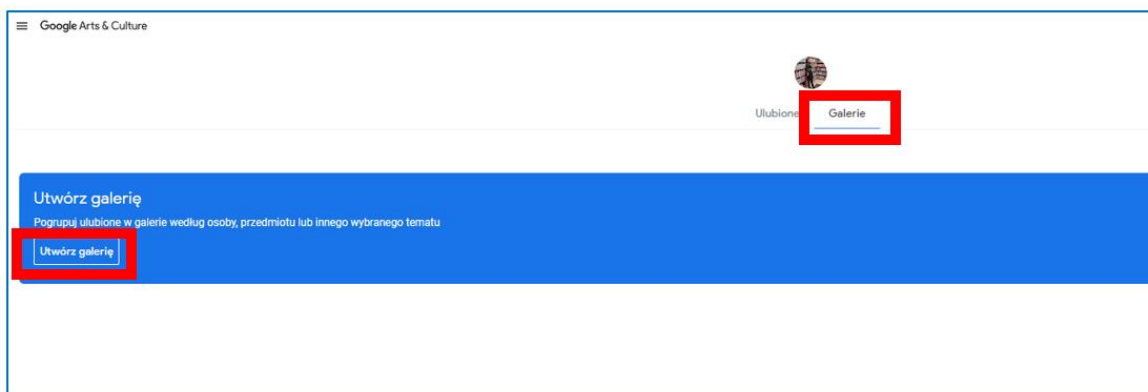 Google Arts & Culture
Ulubione Galerie
Utwórz galerię
Pogrupuj ulubione w galerie według osoby, przedmiotu lub innego wybranego tematu
Utwórz galerię